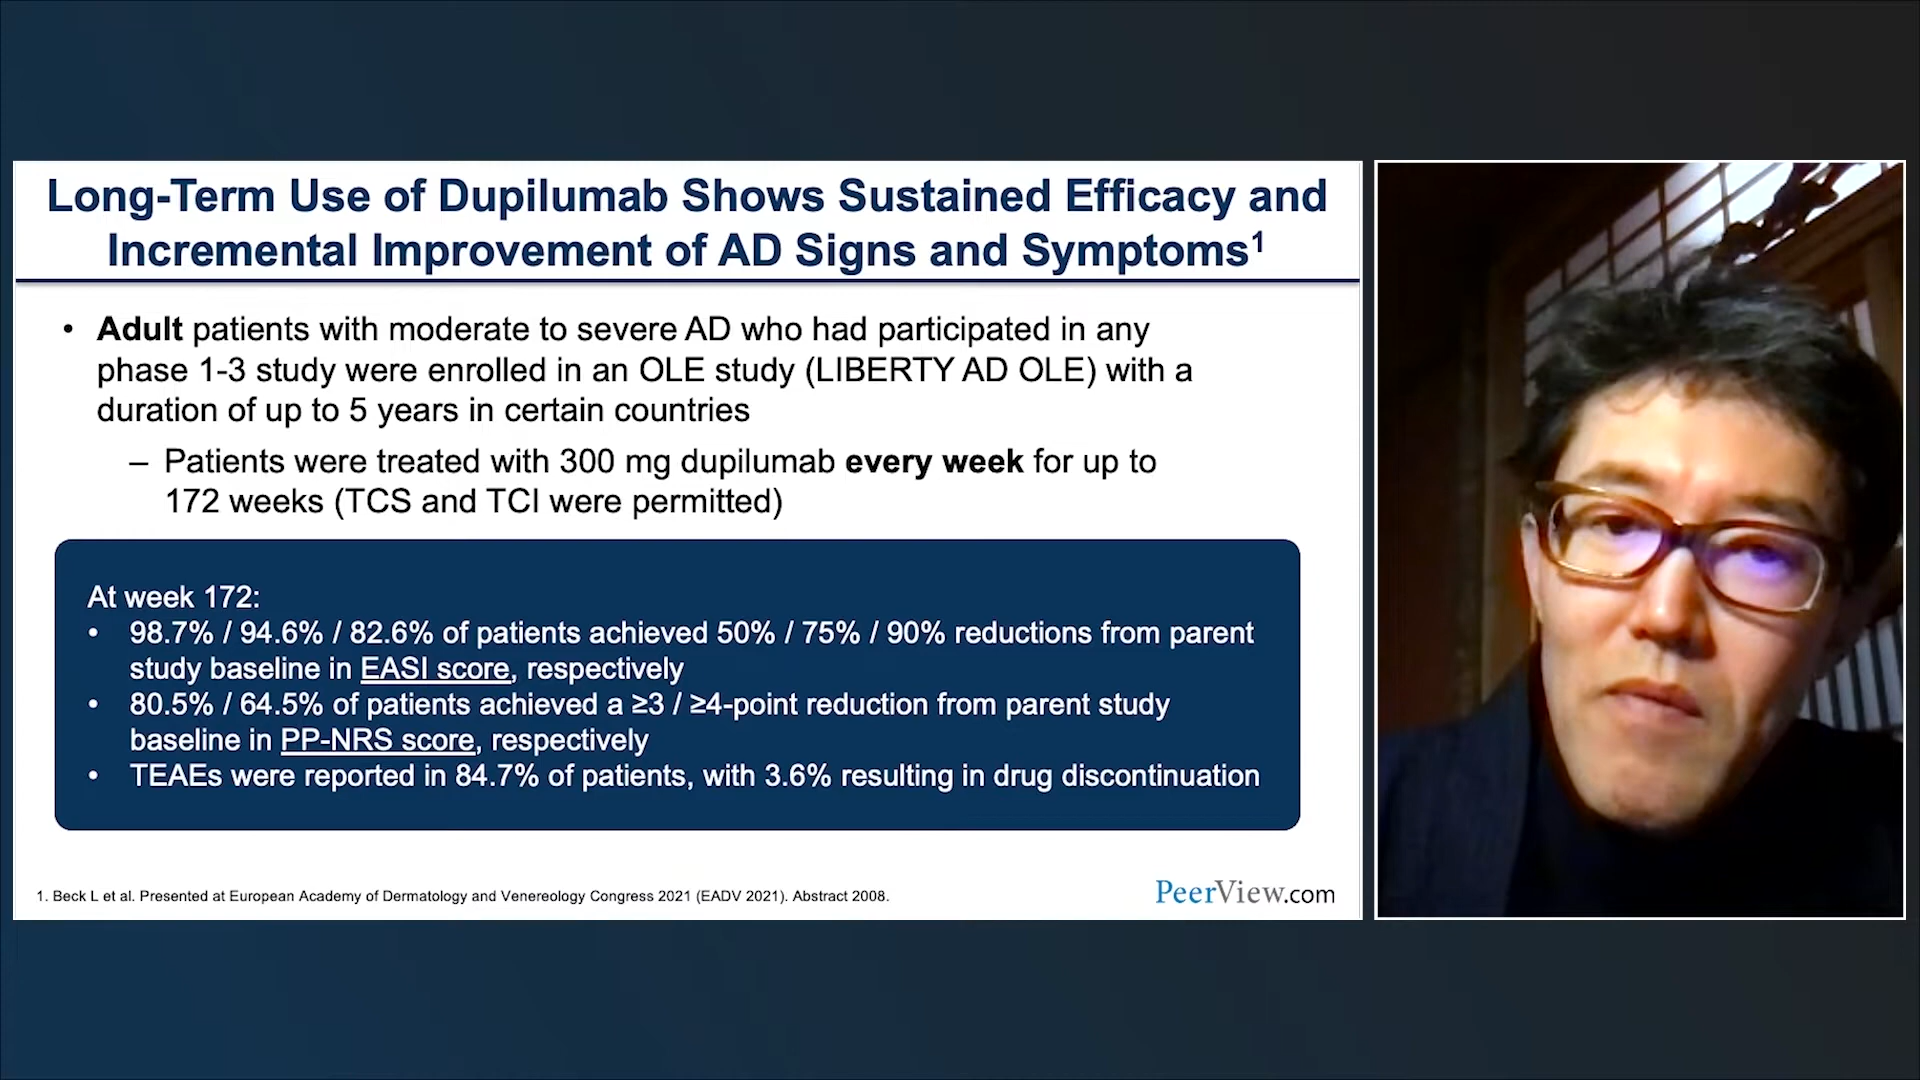 Long-Term Use of Dupilumab Shows Sustained Efficacy and
Incremental Improvement of AD Signs and Symptoms¹
• Adult patients with moderate to severe AD who had participated in any
phase 1-3 study were enrolled in an OLE study (LIBERTY AD OLE) with a
duration of up to 5 years in certain countries
– Patients were treated with 300 mg dupilumab every week for up to
172 weeks (TCS and TCI were permitted)
At week 172:
• 98.7% / 94.6% / 82.6% of patients achieved 50% / 75% / 90% reductions from parent
study baseline in EASI score, respectively
• 80.5% / 64.5% of patients achieved a ≥3 / ≥4-point reduction from parent study
baseline in PP-NRS score, respectively
• TEAEs were reported in 84.7% of patients, with 3.6% resulting in drug discontinuation
1. Beck L et al. Presented at European Academy of Dermatology and Venereology Congress 2021 (EADV 2021). Abstract 2008.
PeerView.com